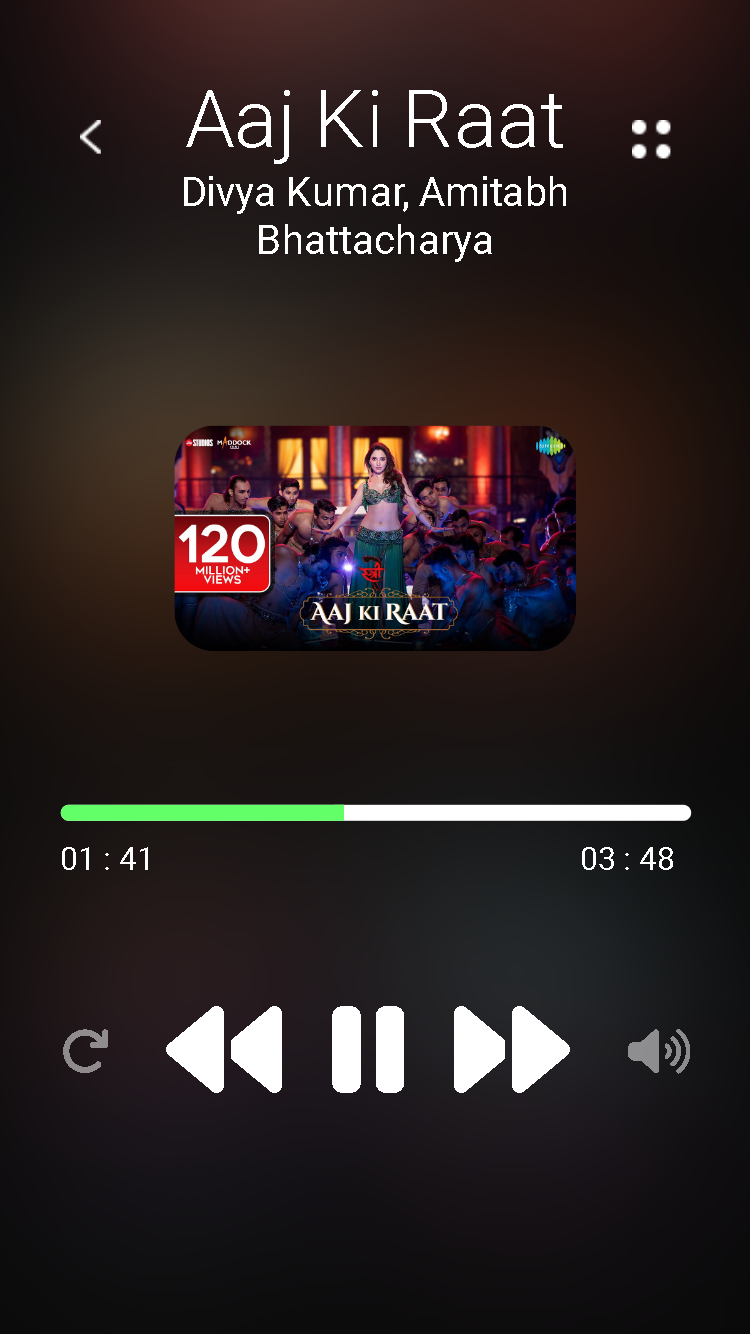 Aaj Ki Raat
Divya Kumar, Amitabh
Bhattacharya
STUDIOS MADDOCK
120
MILLION+
VIEWS
स्त्री
AAJ KI RAAT
01 : 41
03 : 48